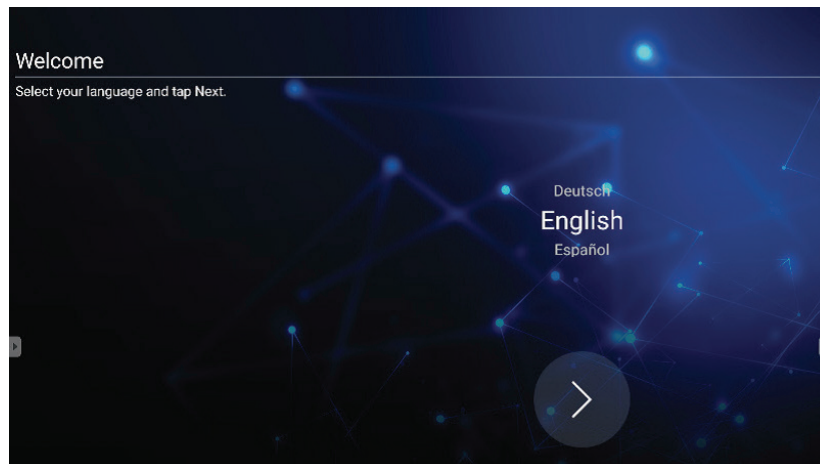 Welcome
Select your language and tap Next.
Deutsch
English
Español